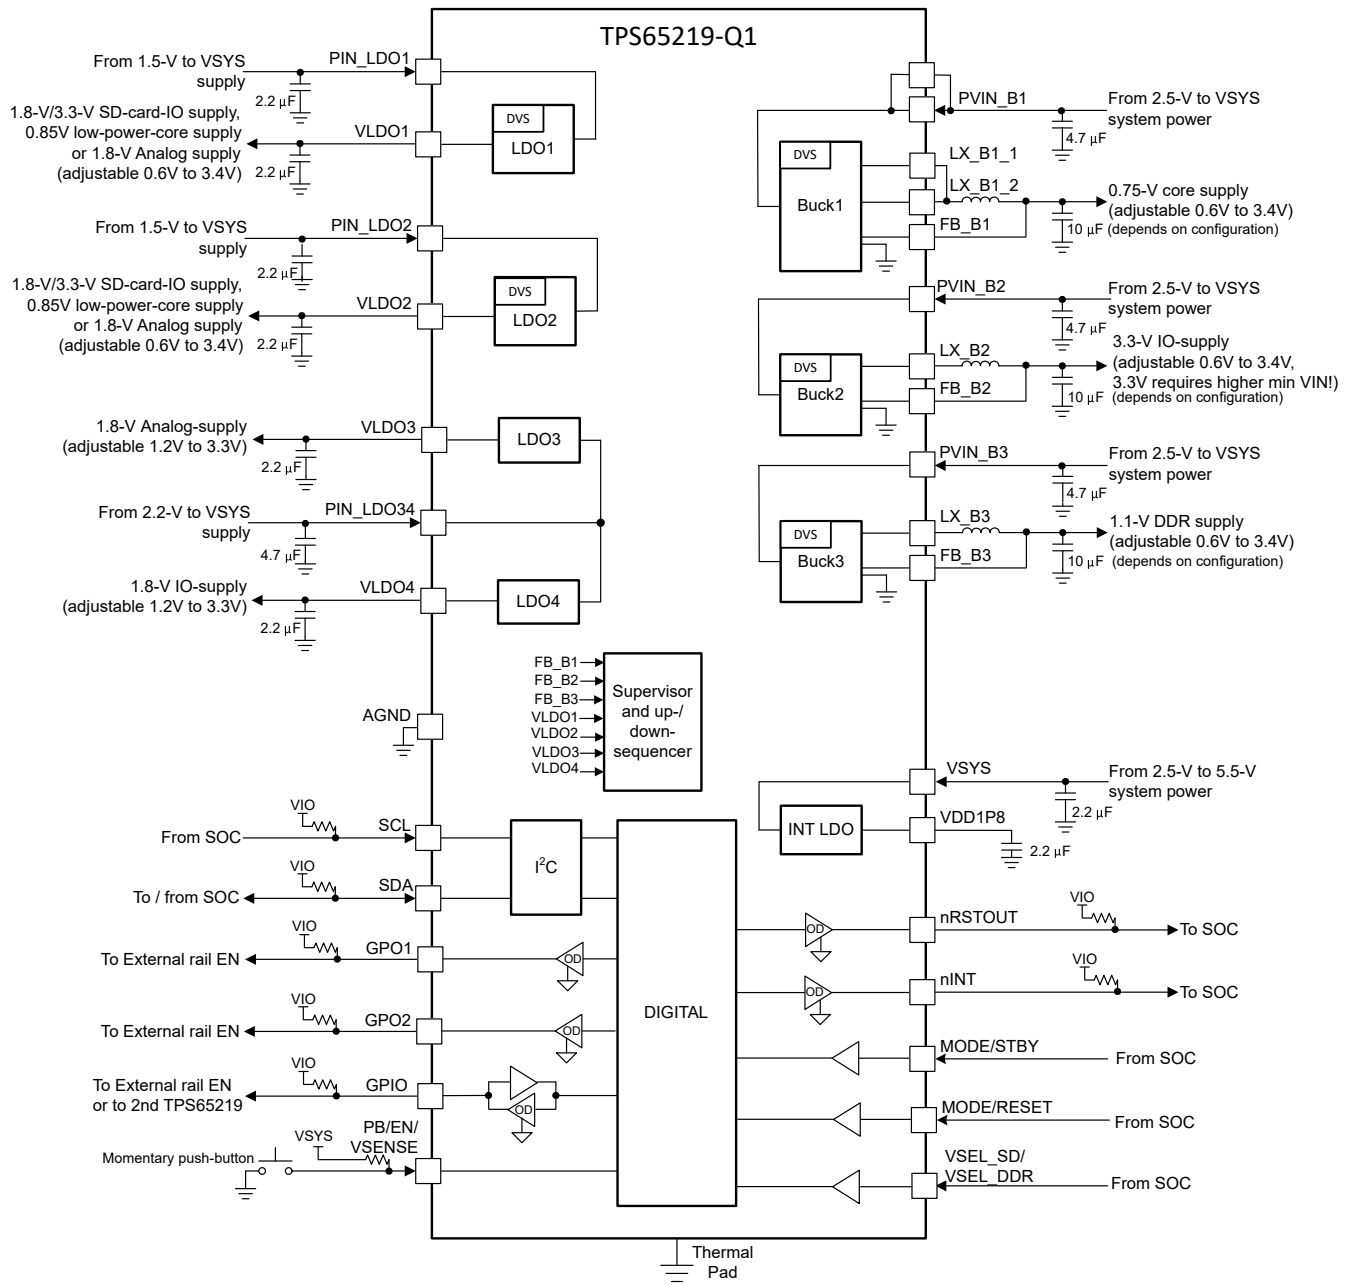 TPS65219-Q1
From 1.5-V to VSYS
supply
PIN_LDO1
2.2 μF
1.8-V/3.3-V SD-card-IO supply,
0.85V low-power-core supply
or 1.8-V Analog supply
(adjustable 0.6V to 3.4V)
VLDO1
2.2 μF
DVS
LDO1
From 1.5-V to VSYS
supply
PIN_LDO2
2.2 μF
1.8-V/3.3-V SD-card-IO supply,
0.85V low-power-core supply
or 1.8-V Analog supply
(adjustable 0.6V to 3.4V)
VLDO2
2.2 μF
DVS
LDO2
1.8-V Analog-supply
(adjustable 1.2V to 3.3V)
VLDO3
2.2 μF
LDO3
From 2.2-V to VSYS
supply
PIN_LDO34
4.7 μF
1.8-V IO-supply
(adjustable 1.2V to 3.3V)
VLDO4
2.2 μF
LDO4
PVIN_B1
From 2.5-V to VSYS
system power
4.7 μF
DVS
Buck1
LX_B1_1
LX_B1_2
FB_B1
0.75-V core supply
(adjustable 0.6V to 3.4V)
10 μF (depends on configuration)
PVIN_B2
From 2.5-V to VSYS
system power
4.7 μF
DVS
Buck2
LX_B2
FB_B2
3.3-V IO-supply
(adjustable 0.6V to 3.4V,
3.3V requires higher min VIN!)
10 μF (depends on configuration)
PVIN_B3
From 2.5-V to VSYS
system power
4.7 μF
DVS
Buck3
LX_B3
FB_B3
1.1-V DDR supply
(adjustable 0.6V to 3.4V)
10 μF (depends on configuration)
FB_B1
FB_B2
FB_B3
VLDO1
VLDO2
VLDO3
VLDO4
Supervisor
and up-/
down-
sequencer
AGND
VSYS
From 2.5-V to 5.5-V
system power
2.2 μF
INT LDO
VDD1P8
2.2 μF
From SOC
VIO
SCL
To / from SOC
VIO
SDA
I²C
To External rail EN
VIO
GPO1
OD
To External rail EN
VIO
GPO2
OD
To External rail EN
or to 2nd TPS65219
VIO
GPIO
OD
Momentary push-button
VSYS
PB/EN/
VSENSE
DIGITAL
OD
nRSTOUT
VIO
To SOC
OD
nINT
VIO
To SOC
MODE/STBY
From SOC
MODE/RESET
From SOC
VSEL_SD/
VSEL_DDR
From SOC
Thermal
Pad